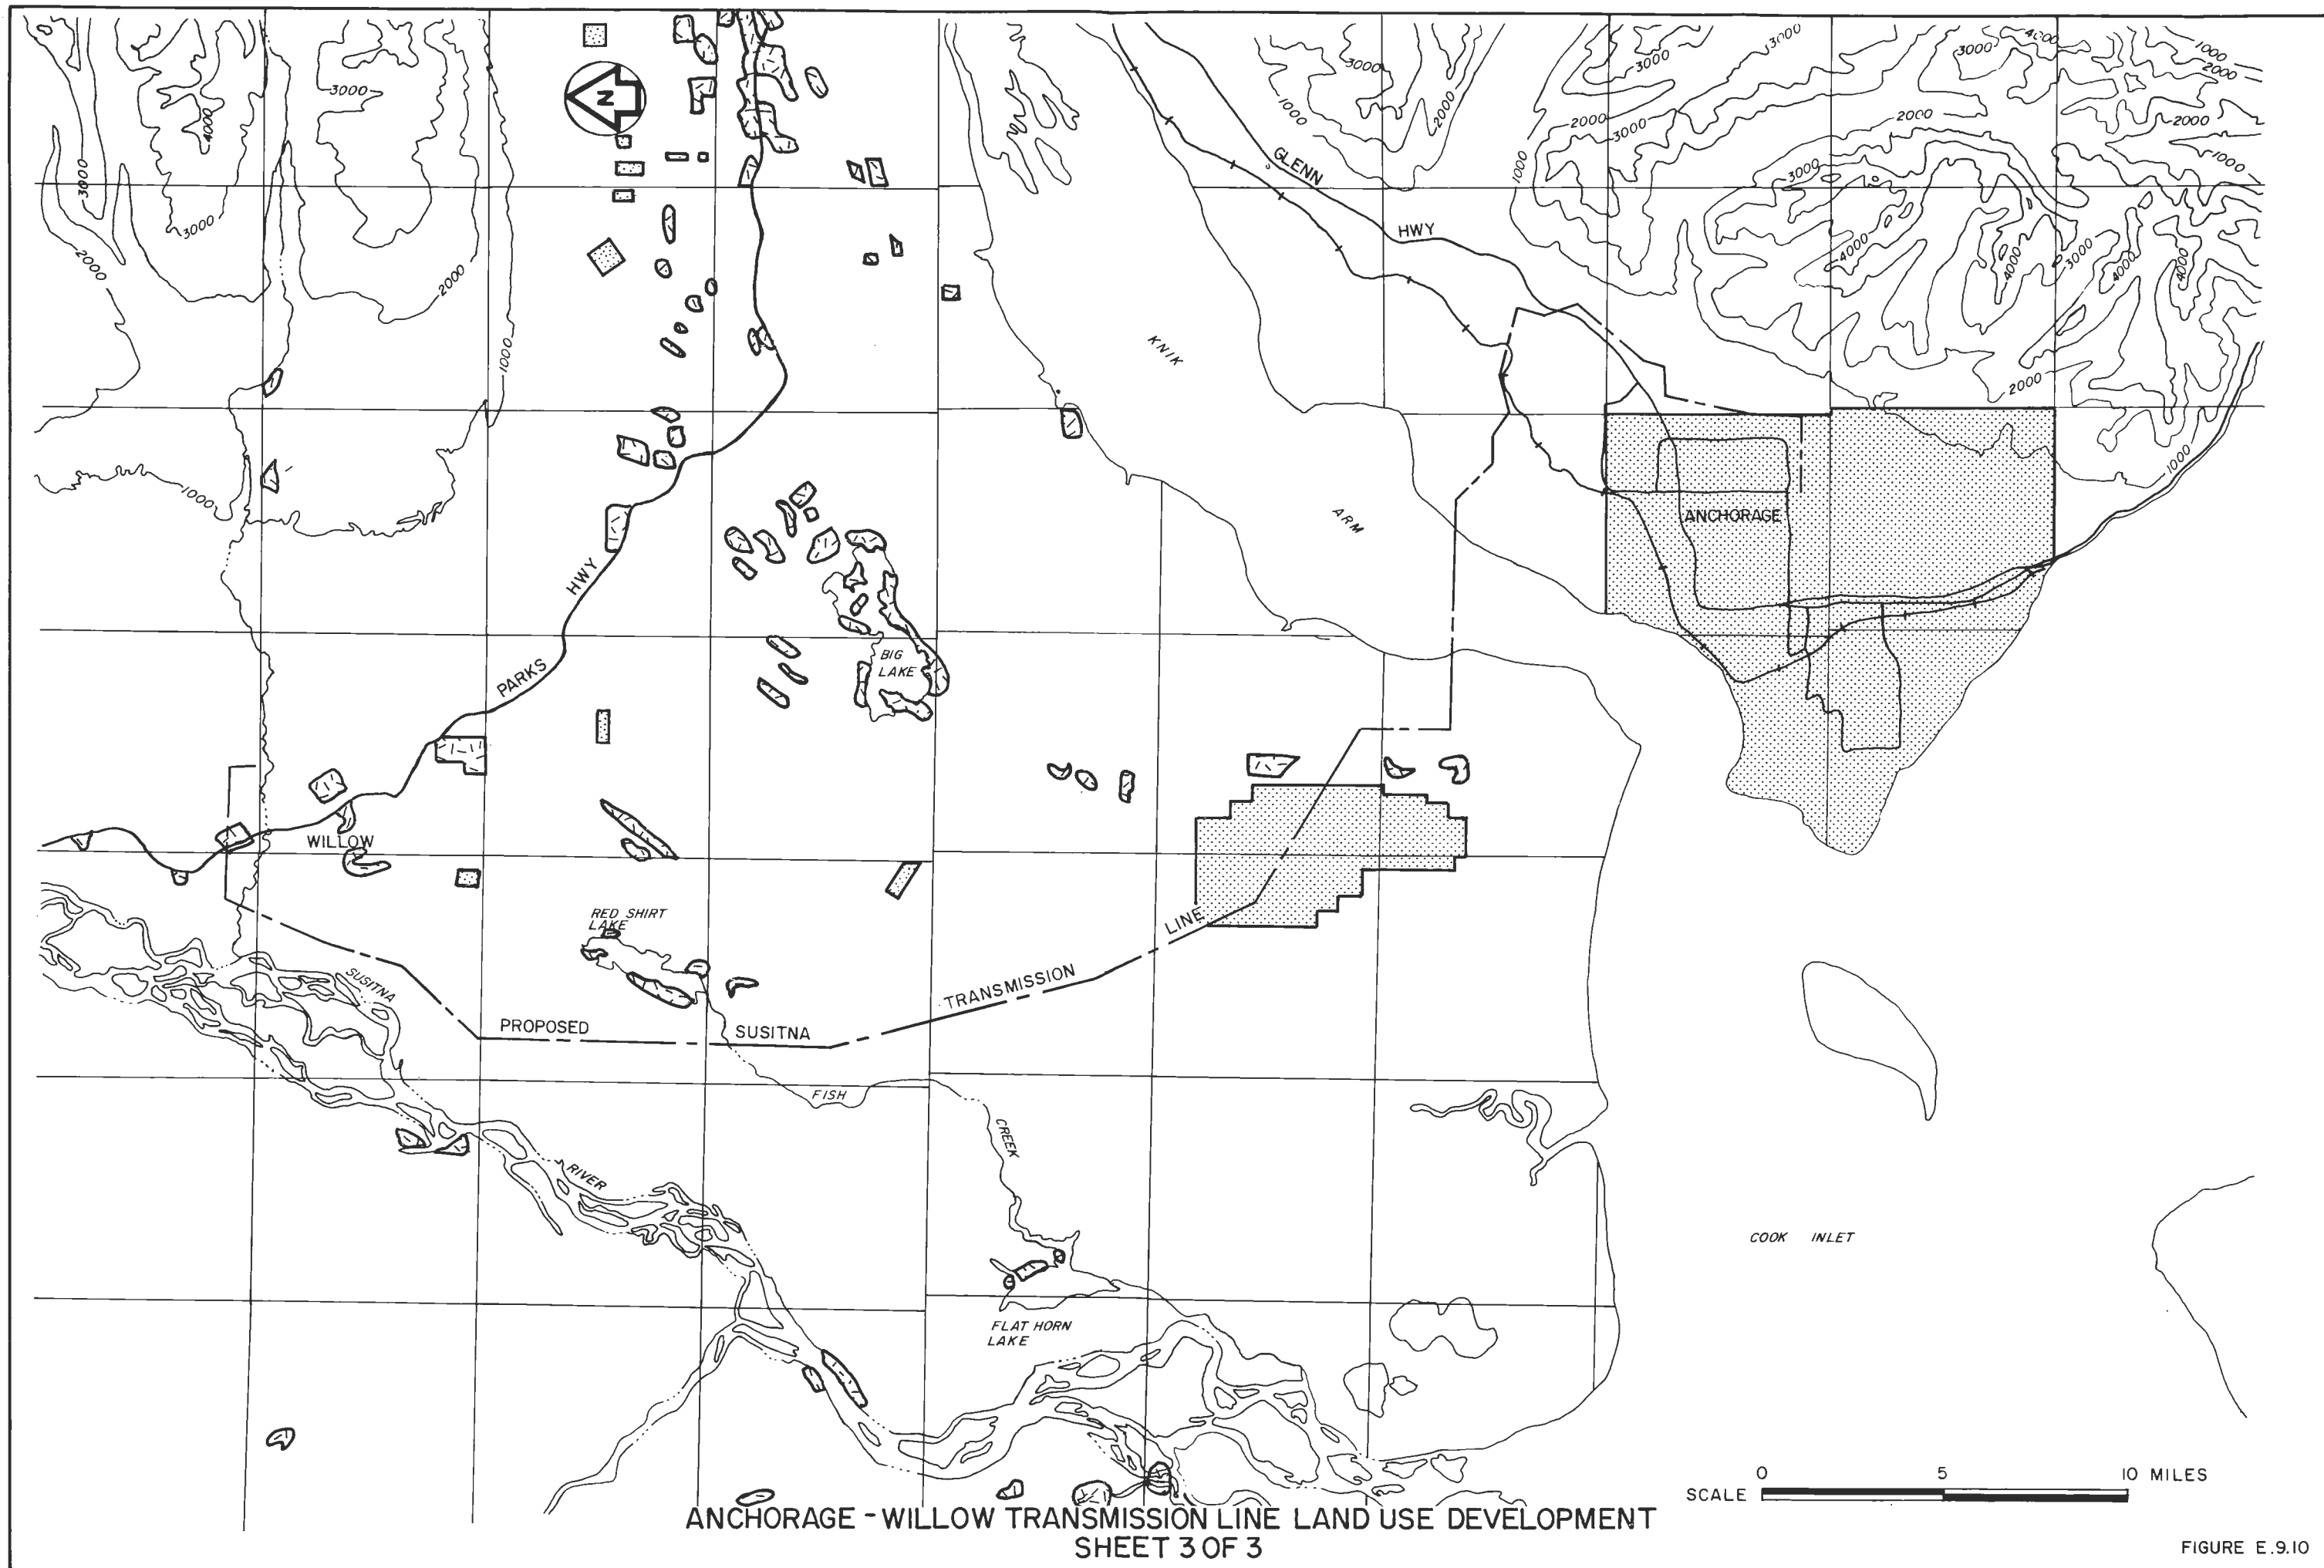 3000
4000
3000
3000
2000
2000
1000
1000
N
3000
1000
2000
3000
3000
4000
3000
1000
2000
2000
3000
2000
2000
1000
1000
3000
4000
4000
3000
4000
4000
2000
1000
GLENN
HWY
KNIK
ARM
ANCHORAGE
HWY
PARKS
BIG
LAKE
WILLOW
RED SHIRT
LAKE
SUSITNA
RIVER
PROPOSED
SUSITNA
TRANSMISSION
LINE
FISH
CREEK
FLAT HORN
LAKE
COOK INLET
0 5 10 MILES
SCALE
ANCHORAGE - WILLOW TRANSMISSION LINE LAND USE DEVELOPMENT
SHEET 3 OF 3
FIGURE E.9.10